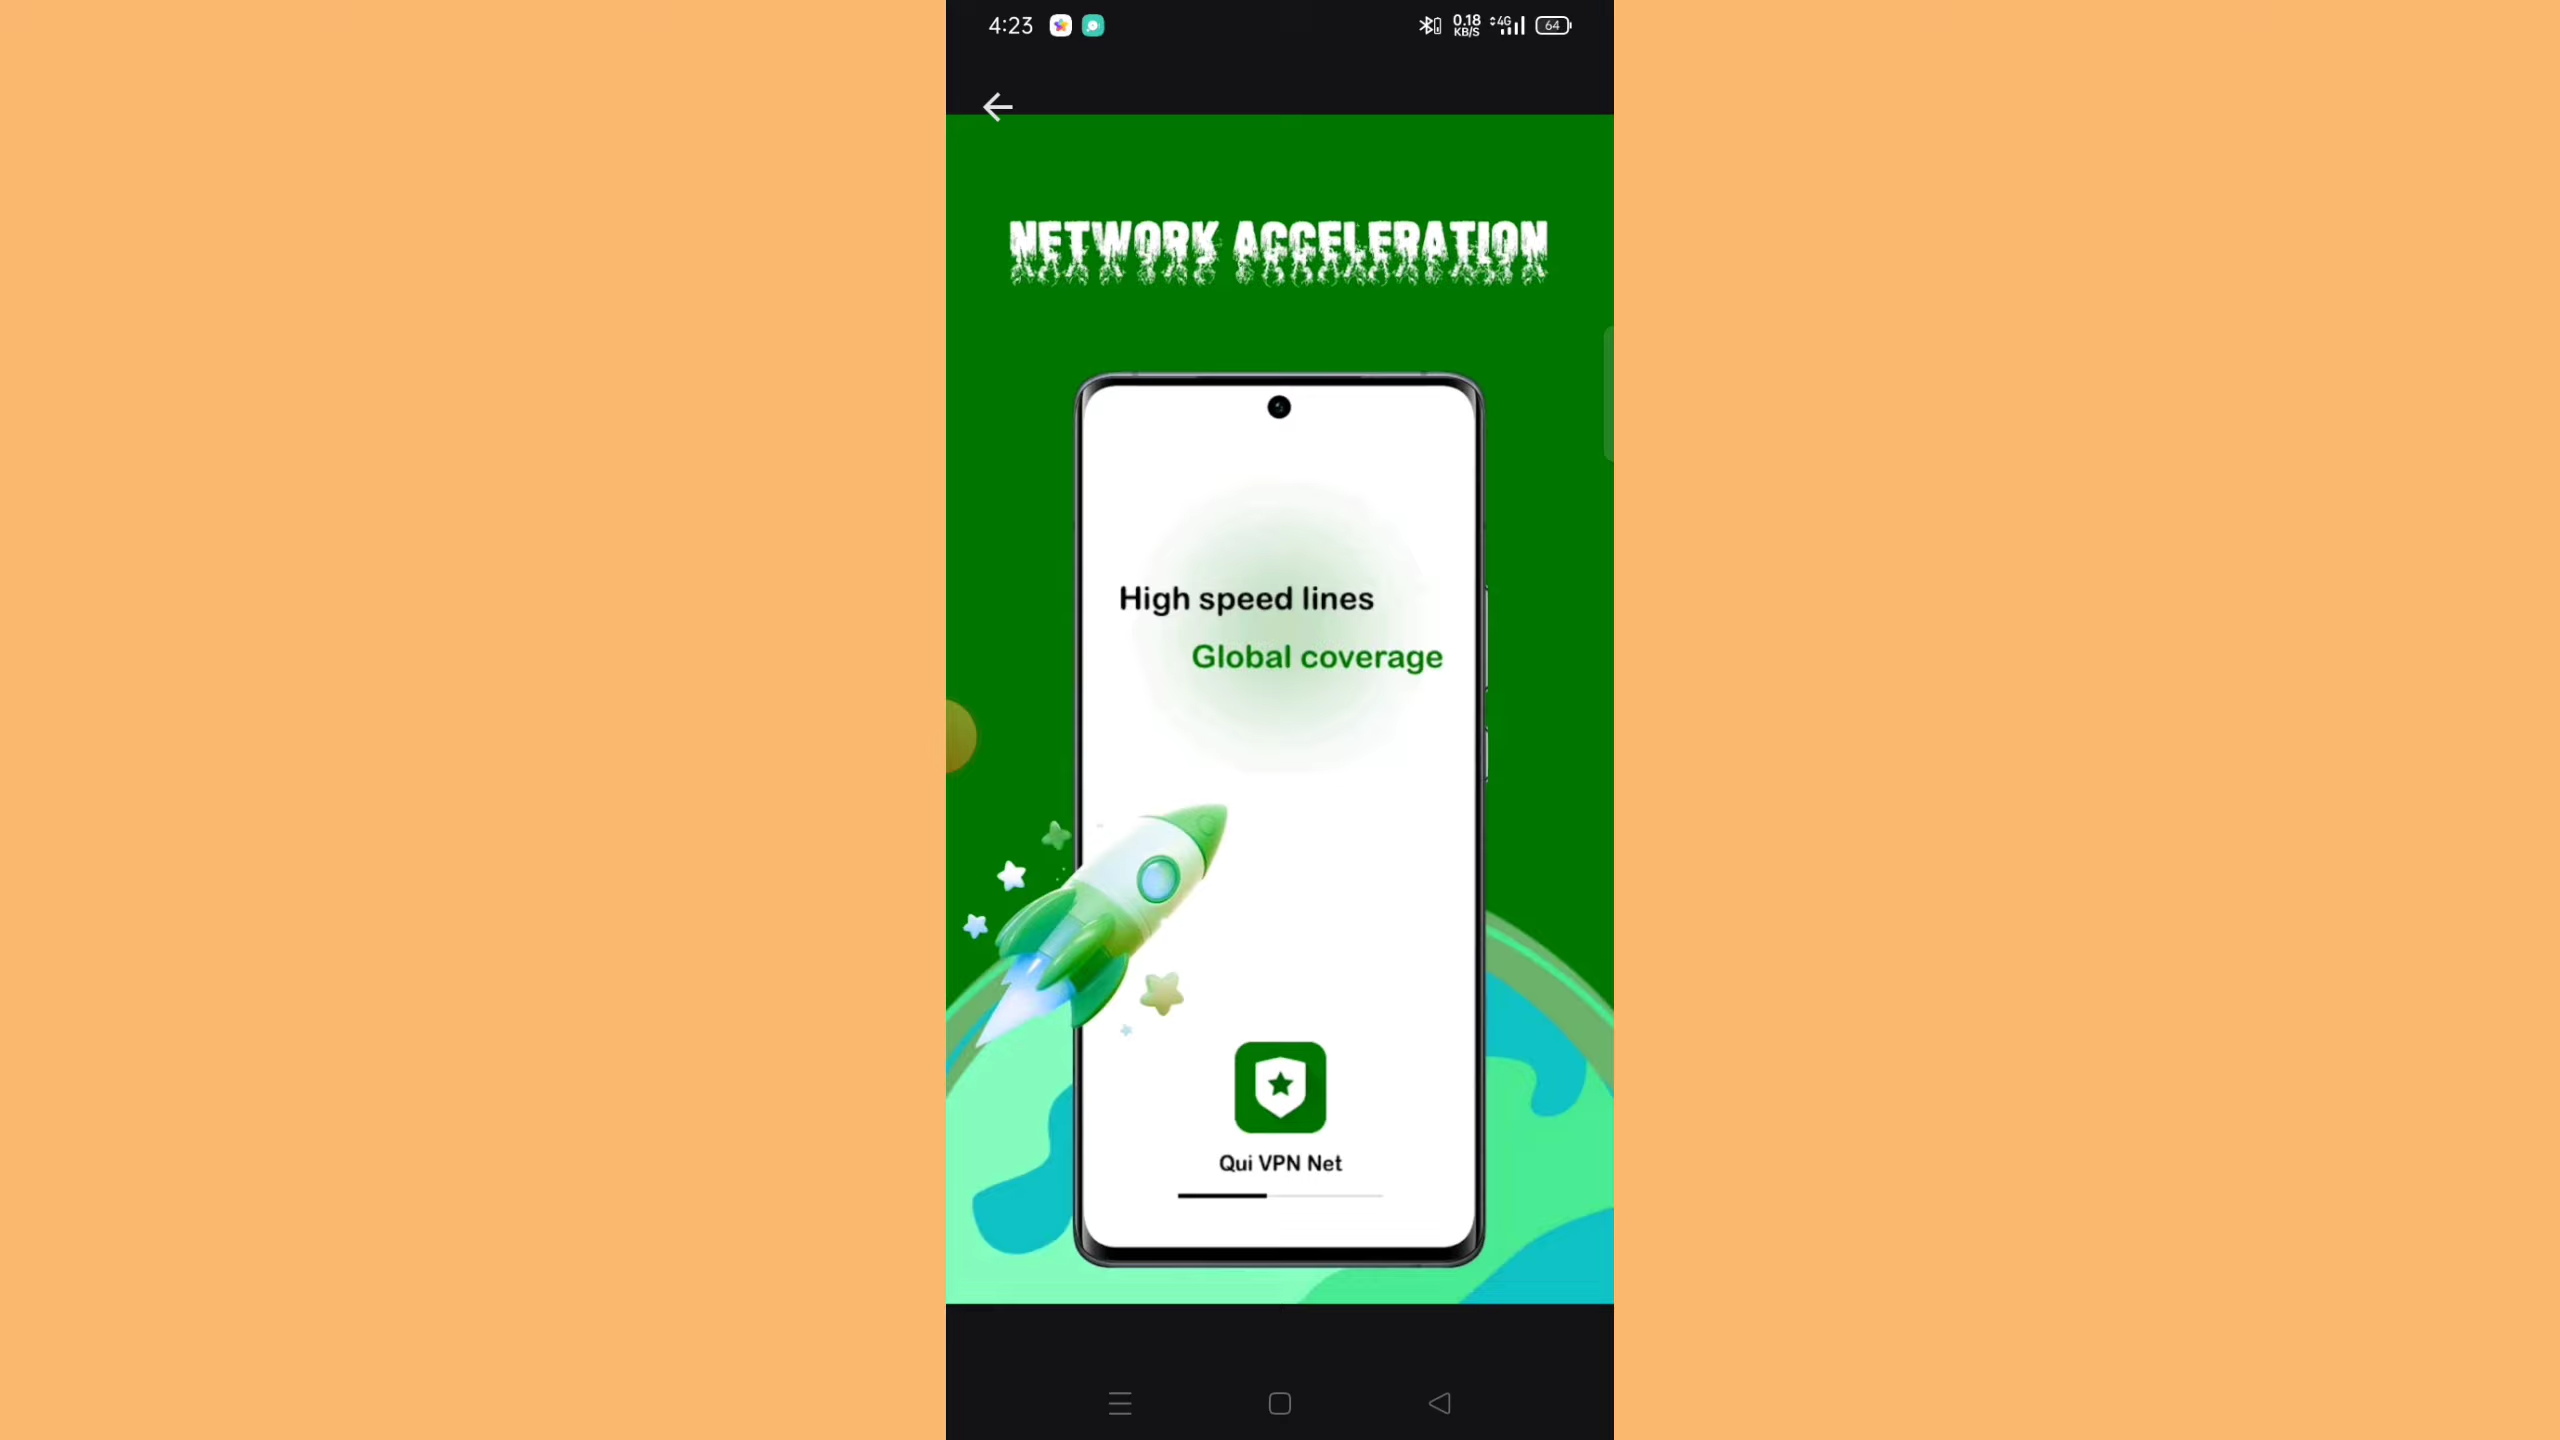 4:23
0.18
KB/S
4G
64
NETWORK ACCELERATION
High speed lines
Global coverage
Qui VPN Net